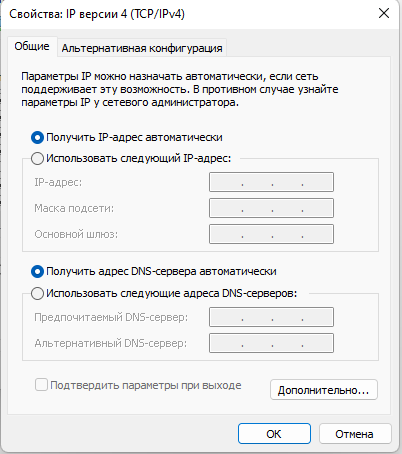 Свойства: IP версии 4 (TCP/IPv4)
Общие
Альтернативная конфигурация
Параметры IP можно назначать автоматически, если сеть
поддерживает эту возможность. В противном случае узнайте
параметры IP у сетевого администратора.
Получить IP-адрес автоматически
Использовать следующий IP-адрес:
IP-адрес:
Маска подсети:
Основной шлюз:
Получить адрес DNS-сервера автоматически
Использовать следующие адреса DNS-серверов:
Предпочитаемый DNS-сервер:
Альтернативный DNS-сервер:
Подтвердить параметры при выходе
Дополнительно...
ОК
Отмена